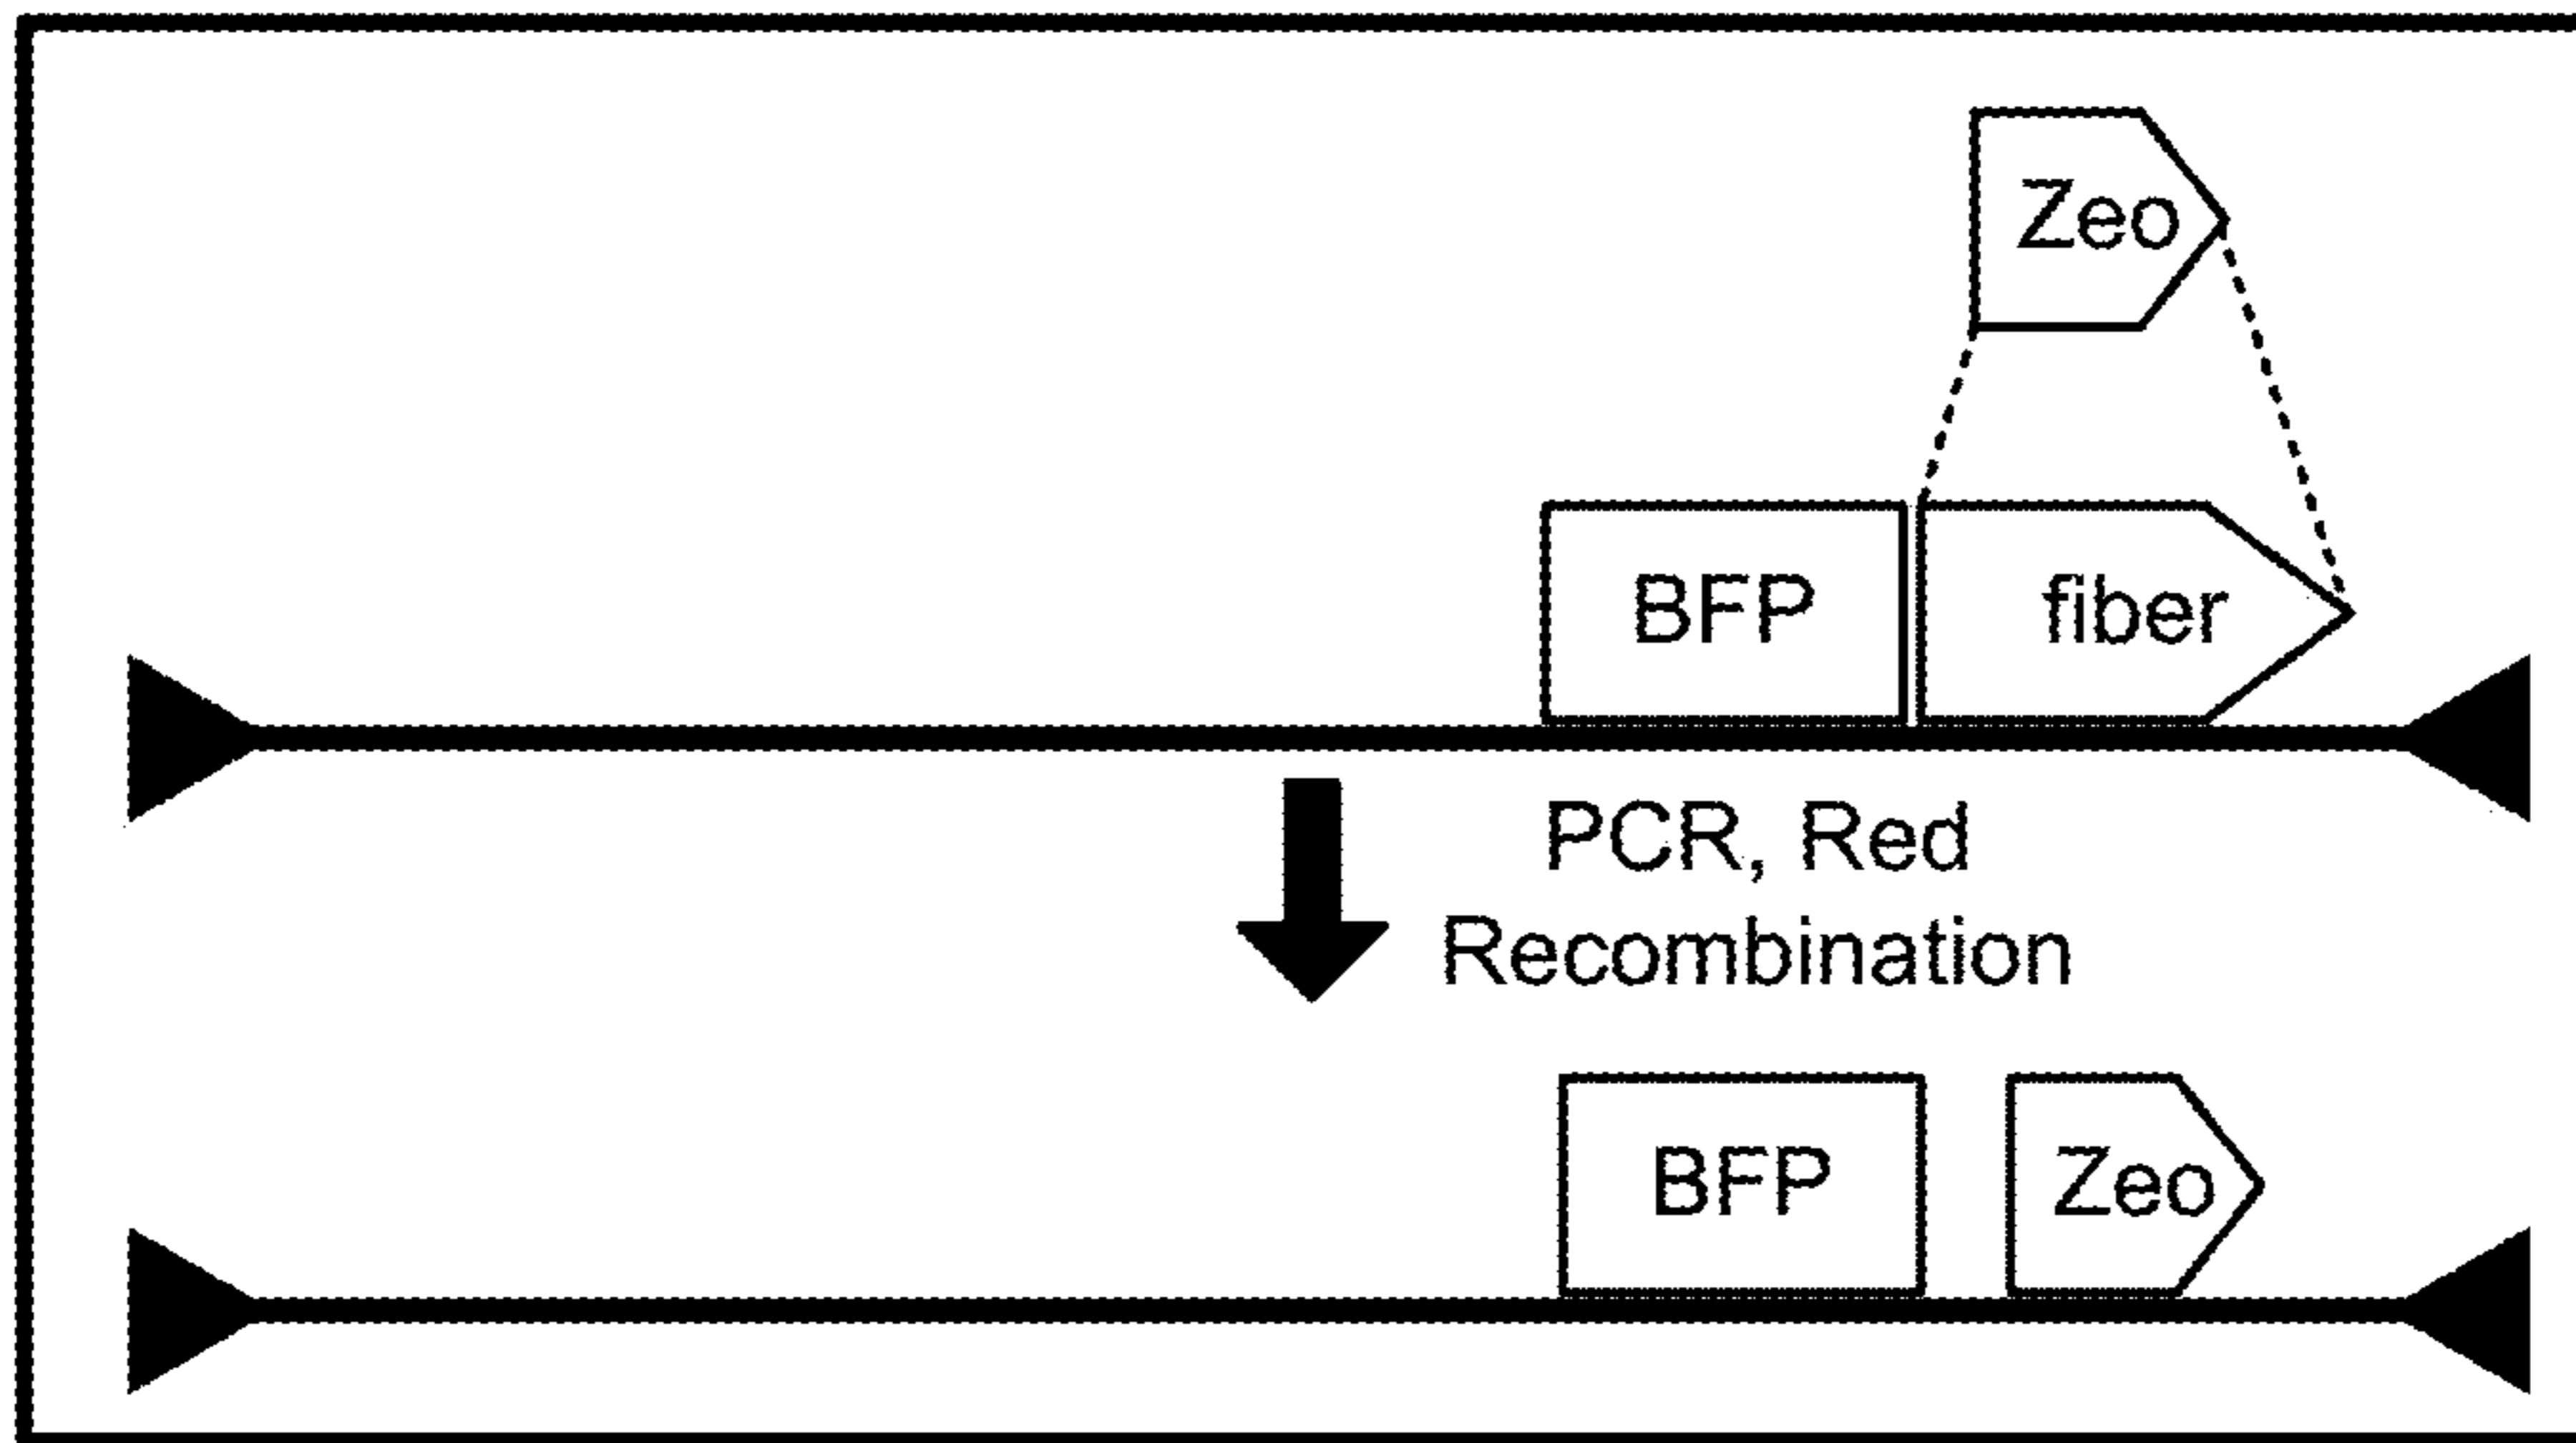 Zeo
BFP fiber
PCR, Red
Recombination
BFP Zeo